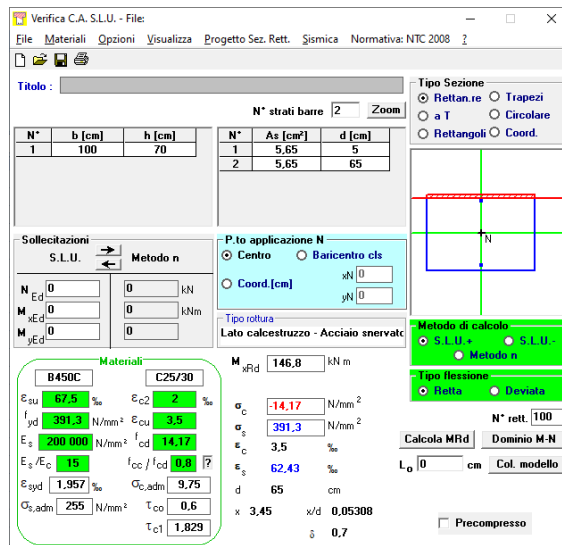 Verifica C.A. S.L.U. - File:
File Materiali Opzioni Visualizza Progetto Sez. Rett. Sismica Normativa: NTC 2008 ?
Titolo :
N° strati barre 2 Zoom
N° b [cm] h [cm]
1 100 70
N° As [cm²] d [cm]
1 5,65 5
2 5,65 65
Tipo Sezione
Rettan.re Trapezi
a T Circolare
Rettangoli Coord.
Sollecitazioni
S.L.U. Metodo n
N Ed 0 0 kN
M xEd 0 0 kNm
M yEd 0 0
P.to applicazione N
Centro Baricentro cls
Coord.[cm] xN 0
yN 0
Tipo rottura
Lato calcestruzzo - Acciaio snervato
N
Metodo di calcolo
S.L.U.+ S.L.U.-
Metodo n
Tipo flessione
Retta Deviata
N° rett. 100
Calcola MRd Dominio M-N
L₀ 0 cm Col. modello
Precompresso
Materiali
B450C C25/30
εsu 67,5 ‰ εc2 2 ‰
fyd 391,3 N/mm² εcu 3,5
Es 200 000 N/mm² fcd 14,17
Es/Ec 15 fcc/fcd 0,8 ?
εsyd 1,957 ‰ σc,adm 9,75
σs,adm 255 N/mm² τco 0,6
τc1 1,829
M xRd 146,8 kN m
σc -14,17 N/mm²
σs 391,3 N/mm²
εc 3,5 ‰
εs 62,43 ‰
d 65 cm
x 3,45 x/d 0,05308
δ 0,7